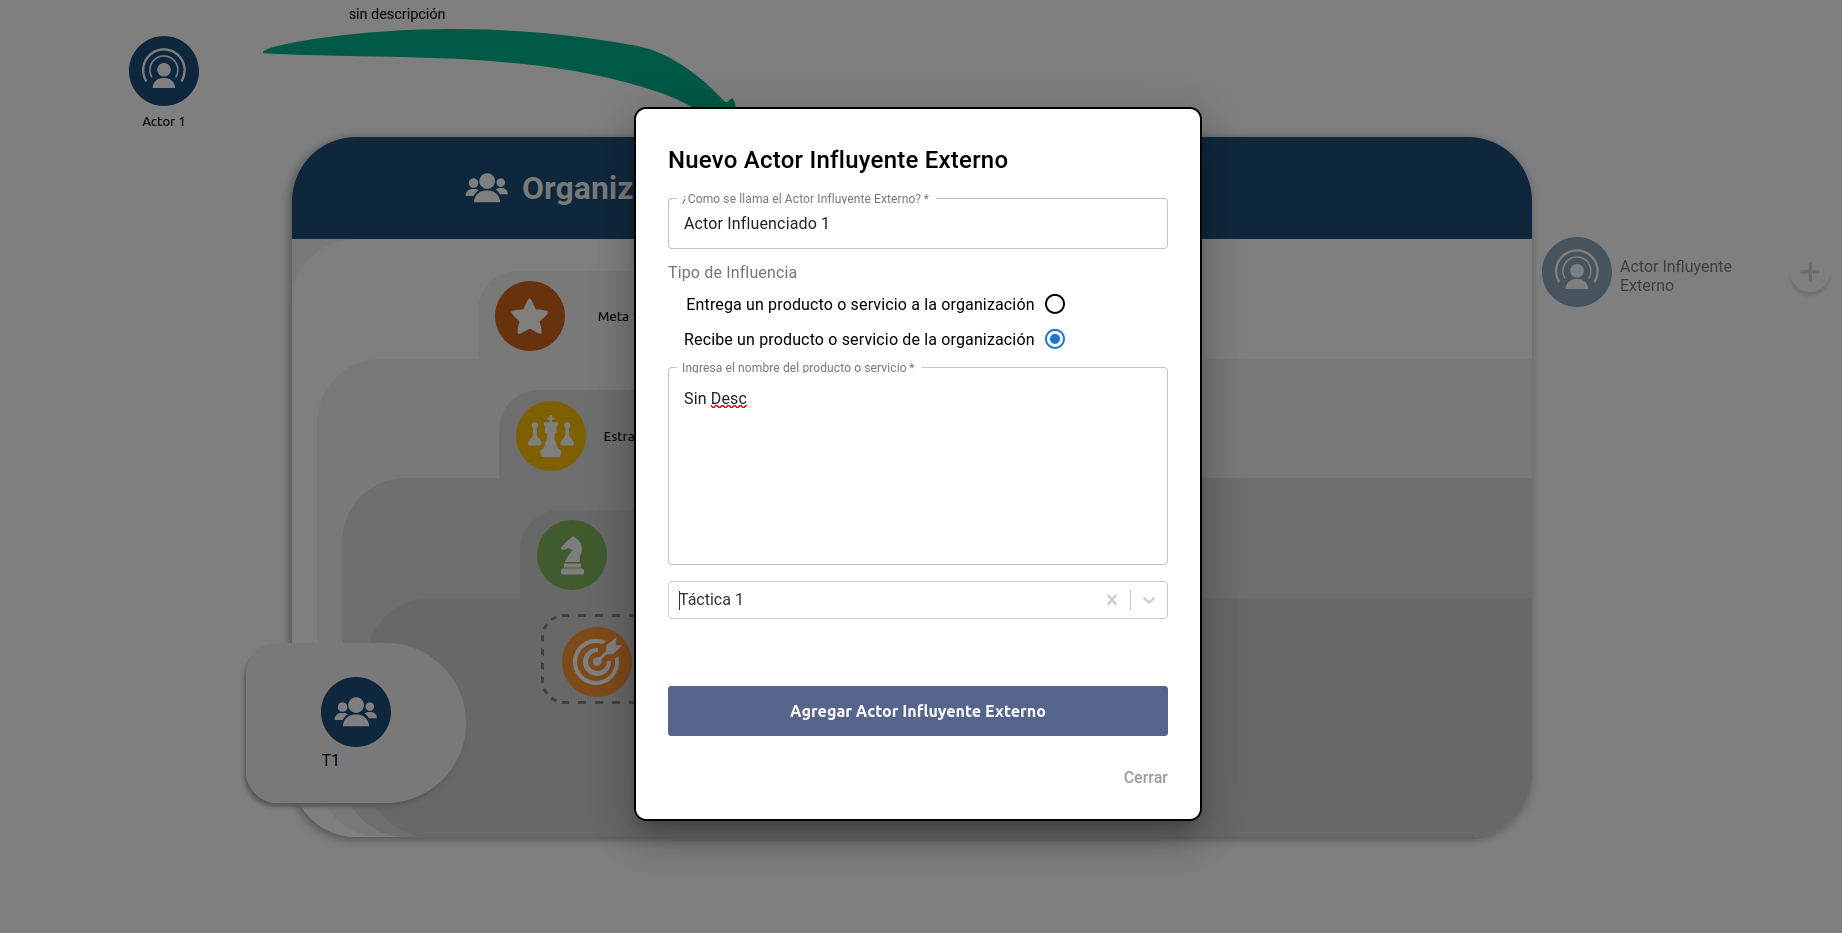 sin descripción
Actor 1
Organiz
Nuevo Actor Influyente Externo
¿Como se llama el Actor Influyente Externo? *
Actor Influenciado 1
Tipo de Influencia
Entrega un producto o servicio a la organización
Recibe un producto o servicio de la organización
Ingresa el nombre del producto o servicio *
Sin Desc
Táctica 1
Agregar Actor Influyente Externo
Cerrar
Meta
Estra
T1
Actor Influyente
Externo